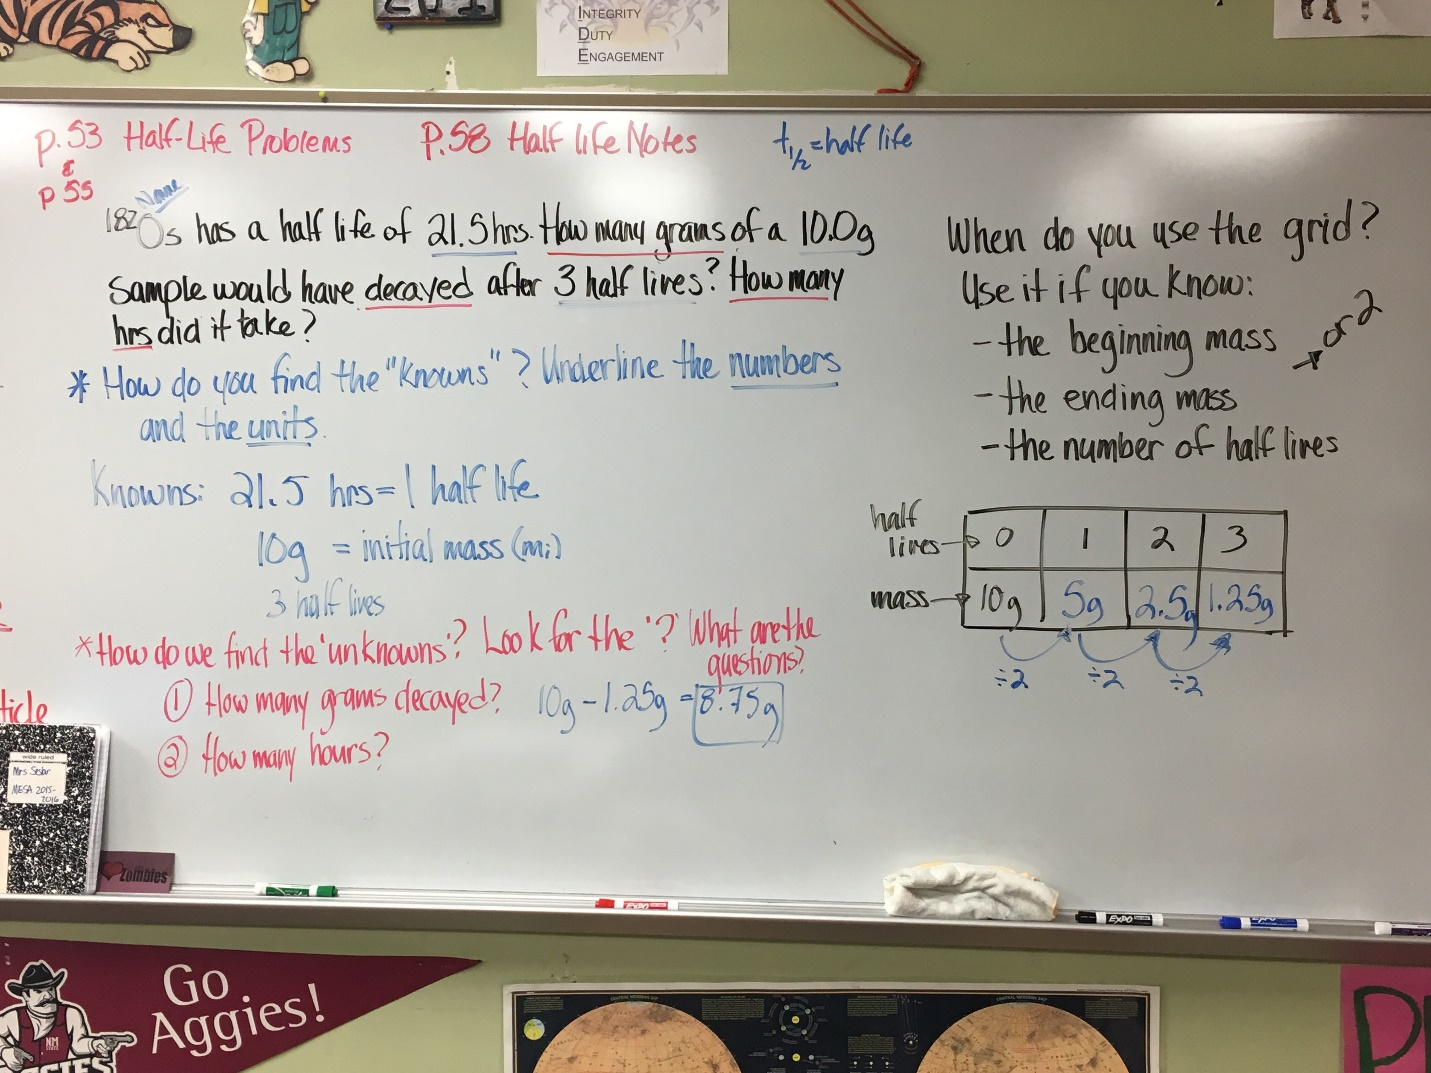 INTEGRITY
DUTY
ENGAGEMENT
p.53 Half-Life Problems
&
p 55
P.58 Half life Notes
t1/2 = half life
Name
182Os has a half life of 21.5 hrs. How many grams of a 10.0g
sample would have decayed after 3 half lives? How many
hrs did it take?
* How do you find the "knowns"? Underline the numbers
and the units.
Knowns: 21.5 hrs = 1 half life
10g = initial mass (mi)
3 half lives
*How do we find the 'unknowns'? Look for the '?' What are the
questions?
① How many grams decayed? 10g - 1.25g = 8.75g
② How many hours?
When do you use the grid?
Use it if you know:
- the beginning mass
or 2
- the ending mass
- the number of half lives
half
lives → 0 1 2 3
mass → 10g 5g 2.5g 1.25g
÷2 ÷2 ÷2
ticle
wide ruled
Mrs
MESA 2015-
2016
Zombies
EXPO
EXPO
EXPO
Go
Aggies!
NM
AGGIES
P